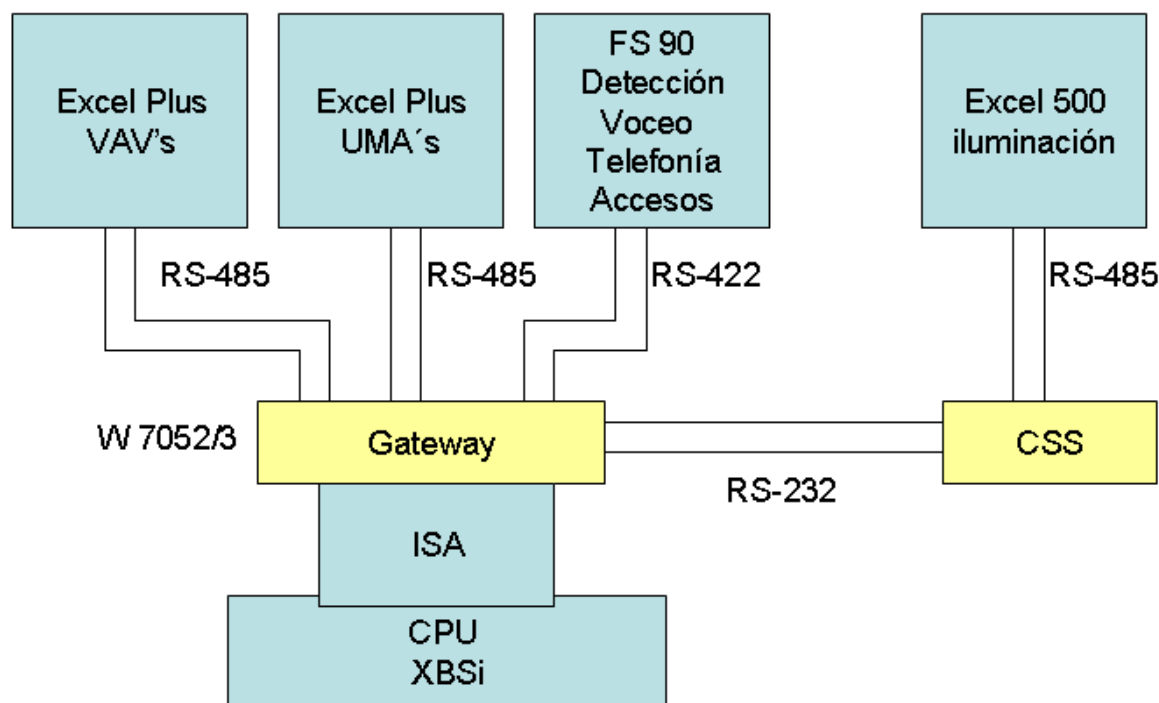 Excel Plus
VAV's
Excel Plus
UMA´s
FS 90
Detección
Voceo
Telefonía
Accesos
Excel 500
iluminación
RS-485
RS-485
RS-422
RS-485
W 7052/3
Gateway
CSS
RS-232
ISA
CPU
XBSi